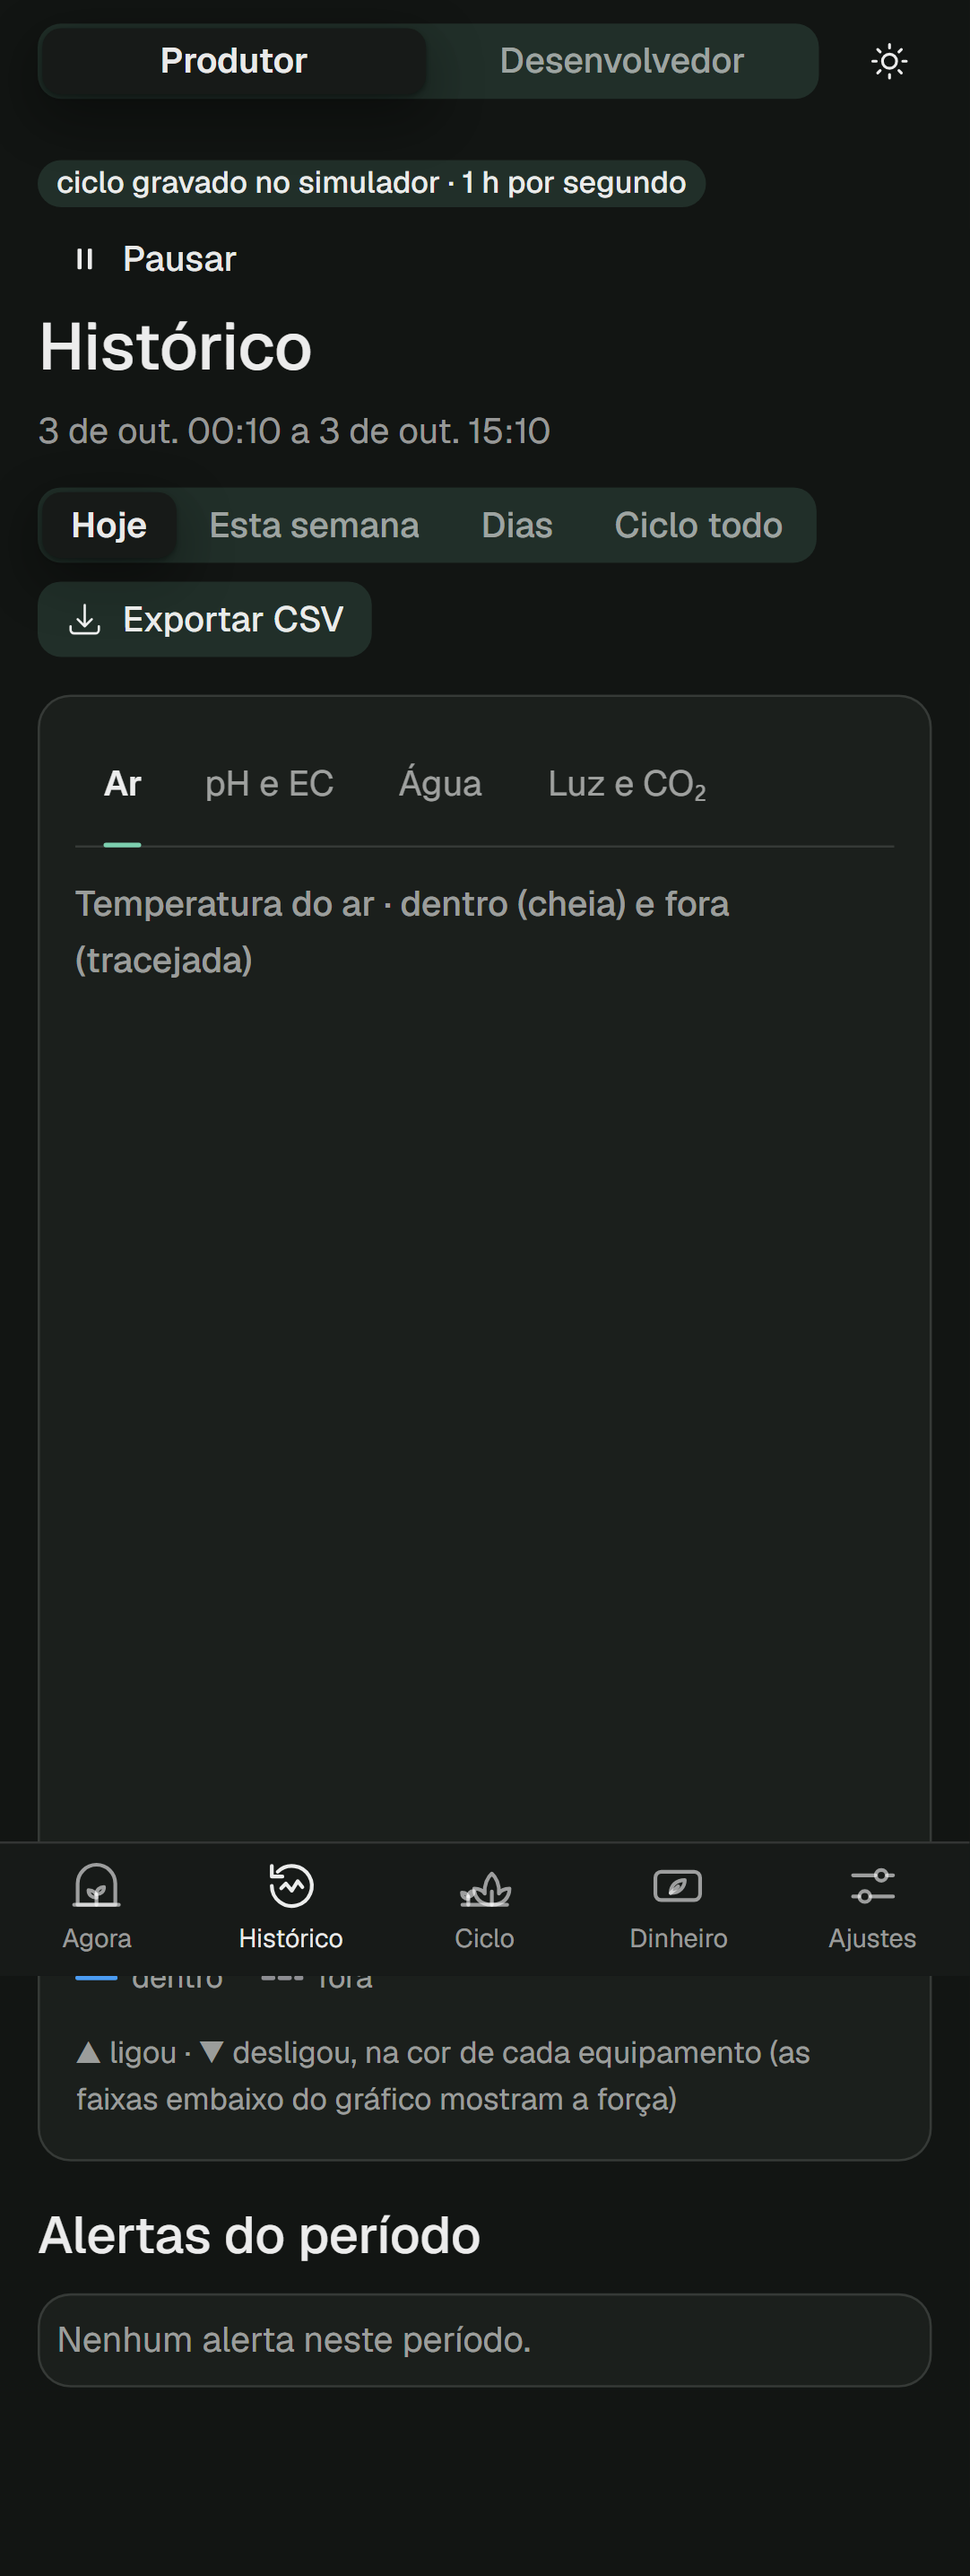 Produtor
Desenvolvedor
ciclo gravado no simulador · 1 h por segundo
Pausar
Histórico
3 de out. 00:10 a 3 de out. 15:10
Hoje
Esta semana
Dias
Ciclo todo
Exportar CSV
Ar
pH e EC
Água
Luz e CO₂
Temperatura do ar · dentro (cheia) e fora
(tracejada)
Agora
Histórico
Ciclo
Dinheiro
Ajustes
dentro
fora
▲ ligou · ▼ desligou, na cor de cada equipamento (as
faixas embaixo do gráfico mostram a força)
Alertas do período
Nenhum alerta neste período.